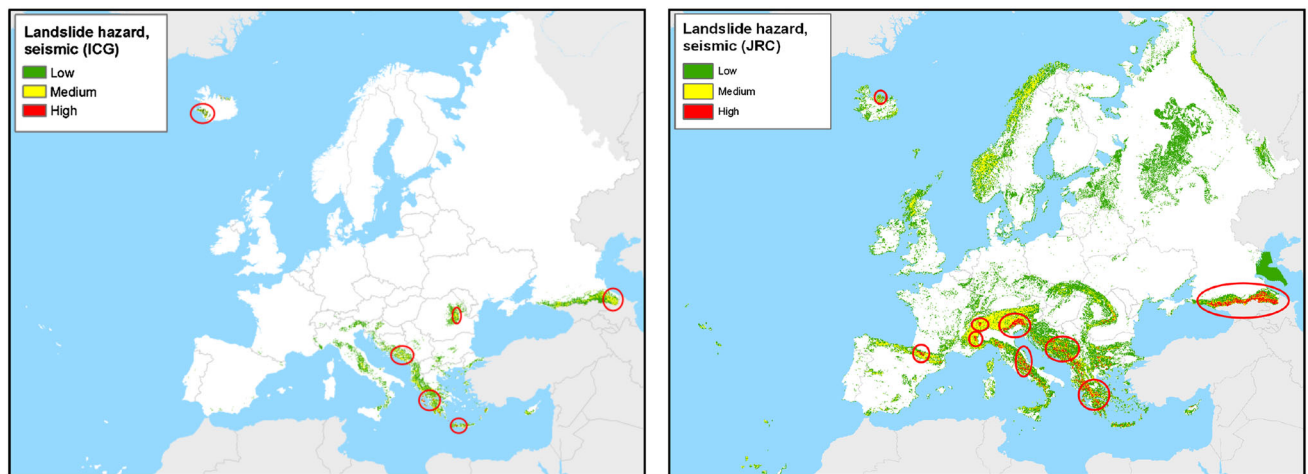 Landslide hazard,
seismic (ICG)
Low
Medium
High
Landslide hazard,
seismic (JRC)
Low
Medium
High